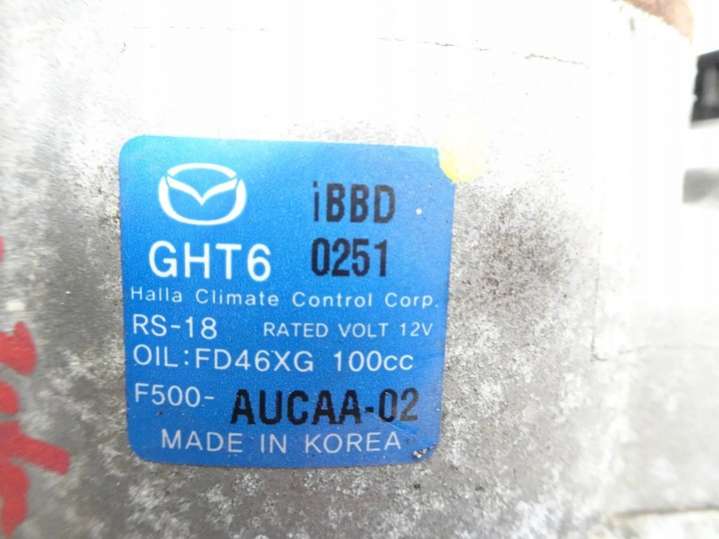 iBBD
GHT6 0251
Halla Climate Control Corp.
RS-18 RATED VOLT 12V
OIL:FD46XG 100cc
F500- AUCAA-02
MADE IN KOREA